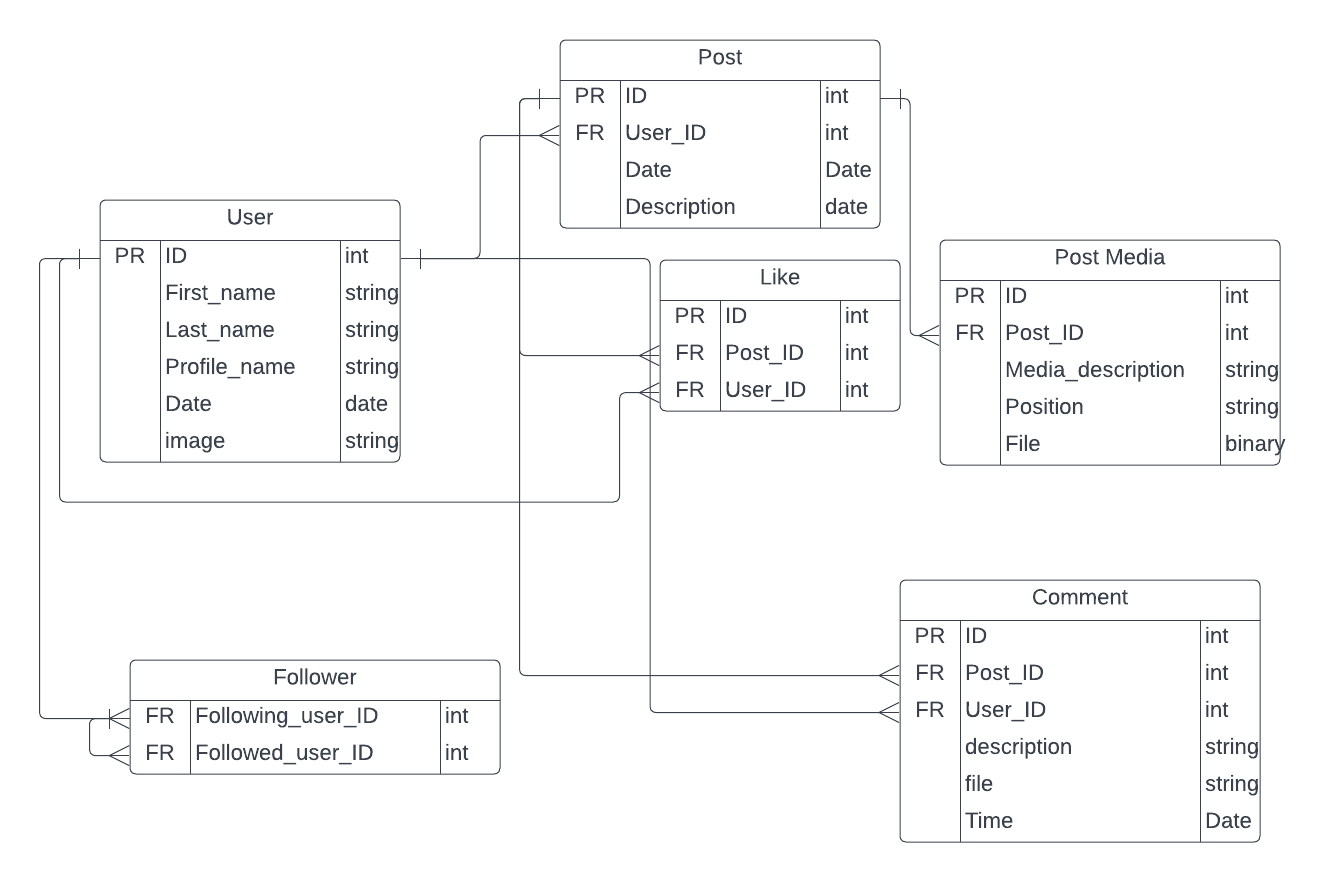 Post
PR ID int
FR User_ID int
Date Date
Description date
User
PR ID int
First_name string
Last_name string
Profile_name string
Date date
image string
Like
PR ID int
FR Post_ID int
FR User_ID int
Post Media
PR ID int
FR Post_ID int
Media_description string
Position string
File binary
Follower
FR Following_user_ID int
FR Followed_user_ID int
Comment
PR ID int
FR Post_ID int
FR User_ID int
description string
file string
Time Date